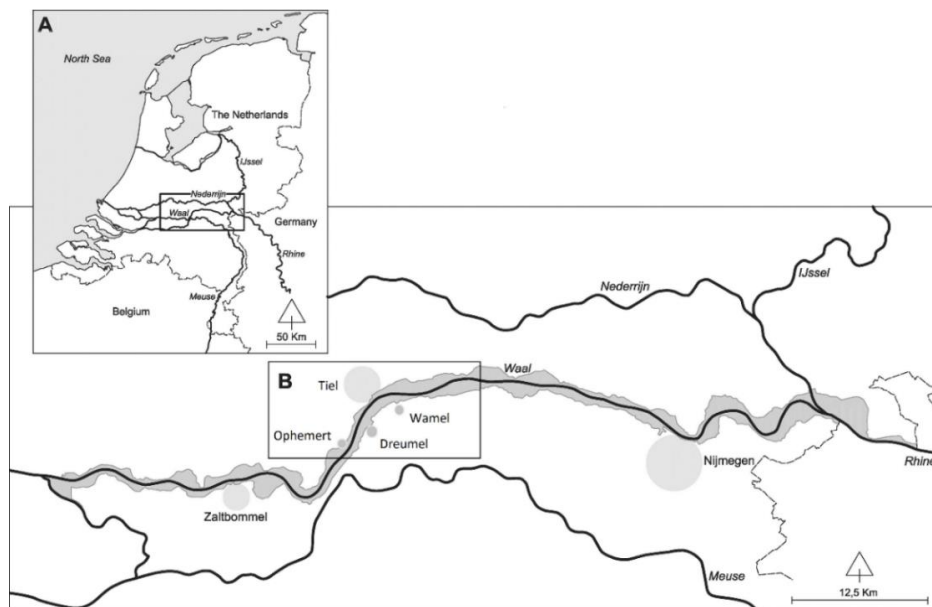 A
North Sea
The Netherlands
IJssel
Nederrijn
Waal
Germany
Rhine
Meuse
Belgium
50 Km
IJssel
Nederrijn
B
Waal
Tiel
Wamel
Ophemert
Dreumel
Nijmegen
Rhine
Zaltbommel
Meuse
12,5 Km